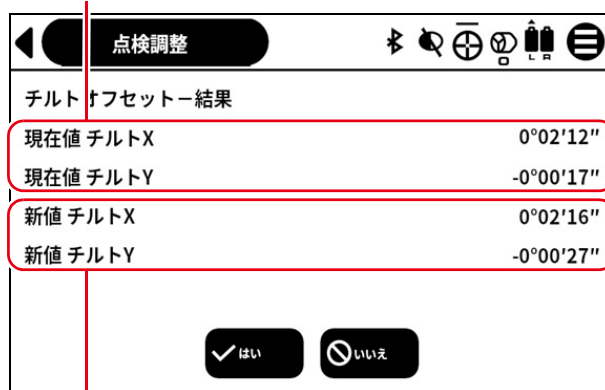 点検調整
L R
チルトオフセットー結果
現在値 チルトX 0°02'12"
現在値 チルトY -0°00'17"
新値 チルトX 0°02'16"
新値 チルトY -0°00'27"
はい いいえ